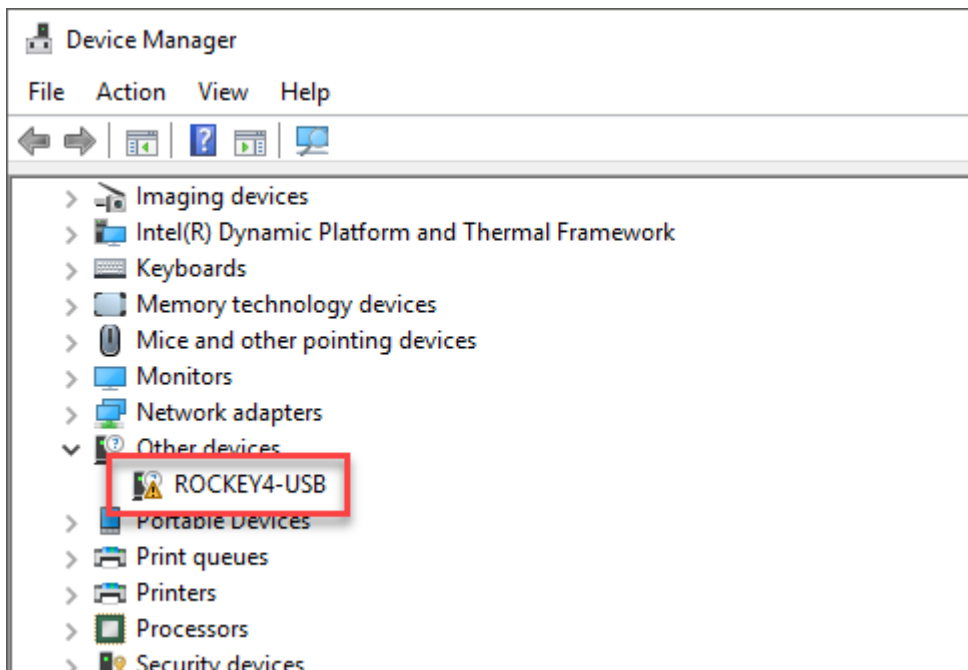 Device Manager
File Action View Help
Imaging devices
Intel(R) Dynamic Platform and Thermal Framework
Keyboards
Memory technology devices
Mice and other pointing devices
Monitors
Network adapters
Other devices
ROCKEY4-USB
Portable Devices
Print queues
Printers
Processors
Security devices